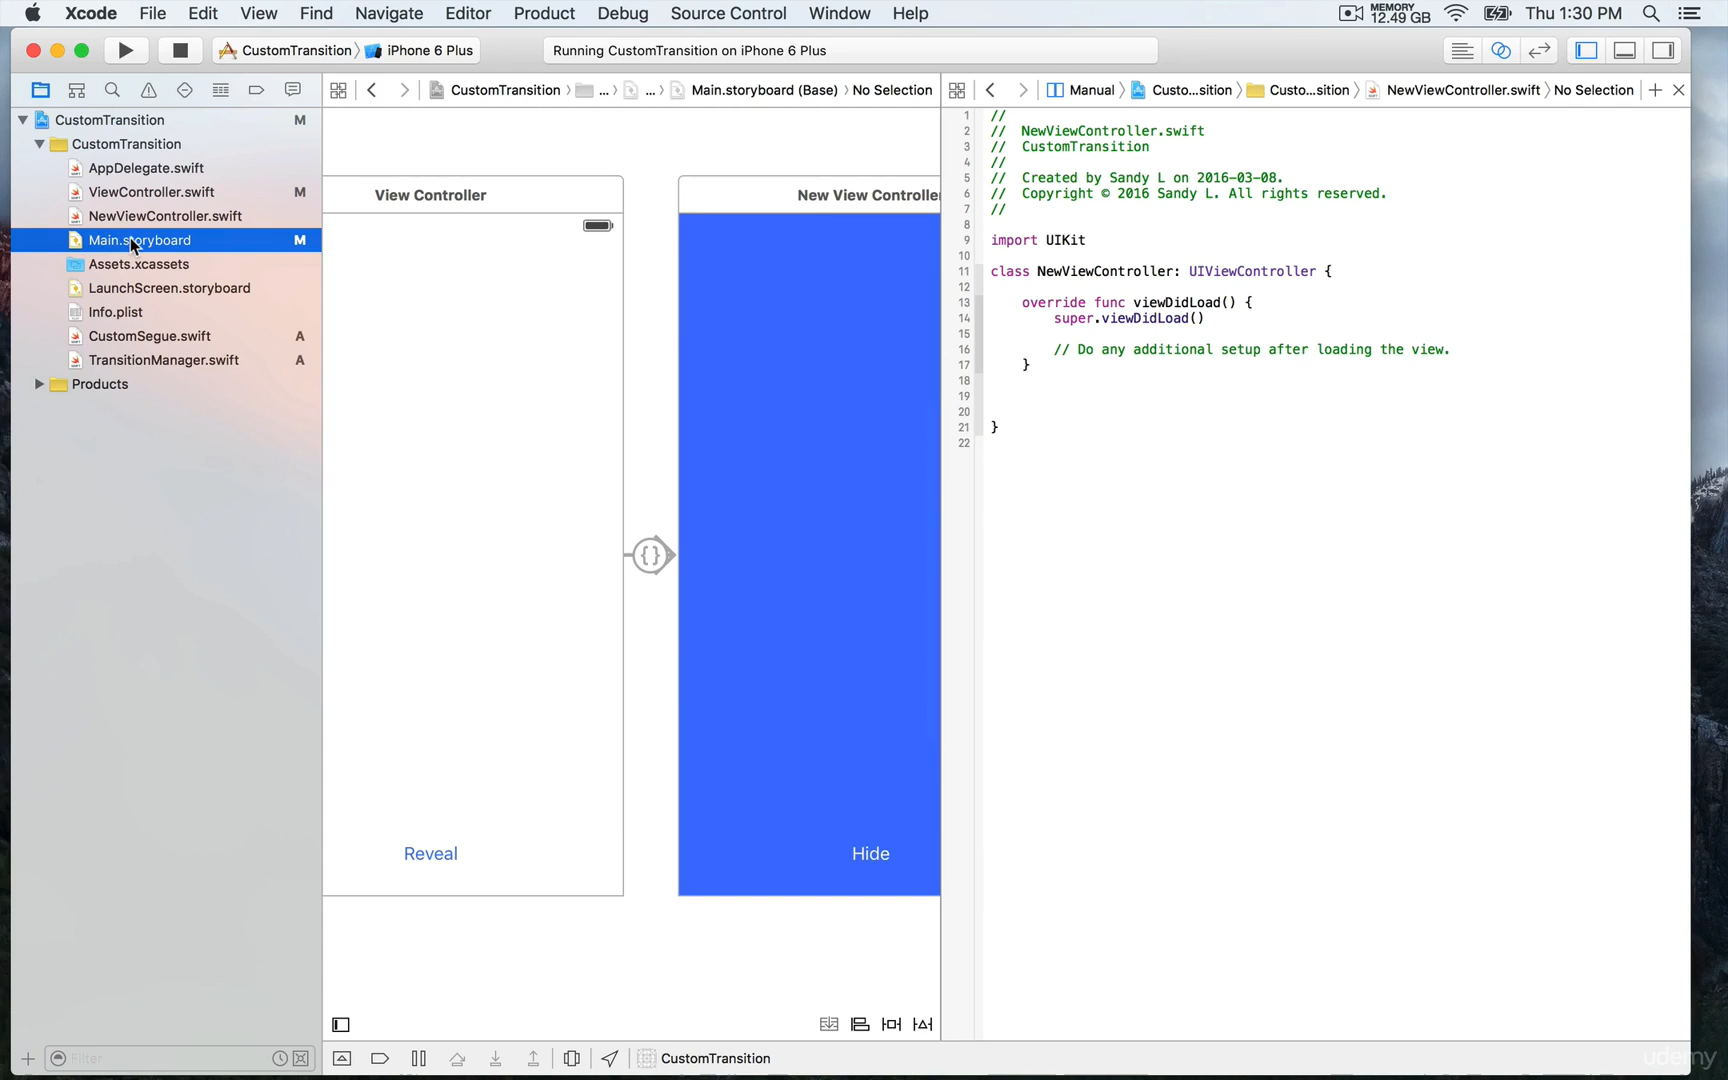 Xcode File Edit View Find Navigate Editor Product Debug Source Control Window Help
MEMORY
12.49 GB
Thu 1:30 PM
CustomTransition iPhone 6 Plus
Running CustomTransition on iPhone 6 Plus
CustomTransition ... ... Main.storyboard (Base) No Selection
Manual Custo...sition Custo...sition NewViewController.swift No Selection
CustomTransition M
CustomTransition
AppDelegate.swift
ViewController.swift M
NewViewController.swift
Main.storyboard M
Assets.xcassets
LaunchScreen.storyboard
Info.plist
CustomSegue.swift A
TransitionManager.swift A
Products
Filter
View Controller
Reveal
{}
New View Controller
Hide
1 //
2 // NewViewController.swift
3 // CustomTransition
4 //
5 // Created by Sandy L on 2016-03-08.
6 // Copyright © 2016 Sandy L. All rights reserved.
7 //
8
9 import UIKit
10
11 class NewViewController: UIViewController {
12
13 override func viewDidLoad() {
14 super.viewDidLoad()
15
16 // Do any additional setup after loading the view.
17 }
18
19
20
21 }
22
CustomTransition
udemy